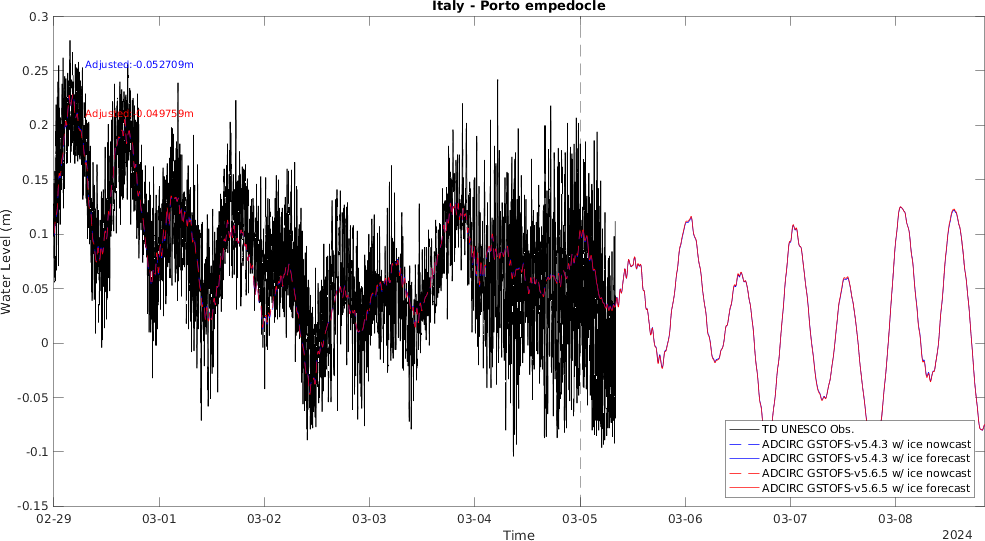 Italy - Porto empedocle
0.3
0.25
0.2
0.15
0.1
0.05
0
-0.05
-0.1
-0.15
Water Level (m)
Adjusted:-0.052709m
Adjusted:-0.049759m
TD UNESCO Obs.
ADCIRC GSTOFS-v5.4.3 w/ ice nowcast
ADCIRC GSTOFS-v5.4.3 w/ ice forecast
ADCIRC GSTOFS-v5.6.5 w/ ice nowcast
ADCIRC GSTOFS-v5.6.5 w/ ice forecast
02-29 03-01 03-02 03-03 03-04 03-05 03-06 03-07 03-08
Time
2024